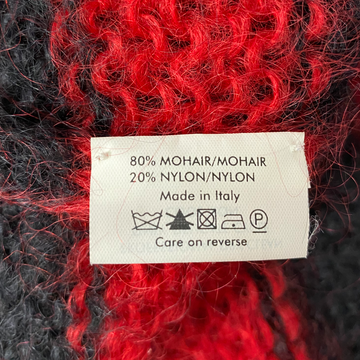 80% MOHAIR/MOHAIR
20% NYLON/NYLON
Made in Italy
Care on reverse